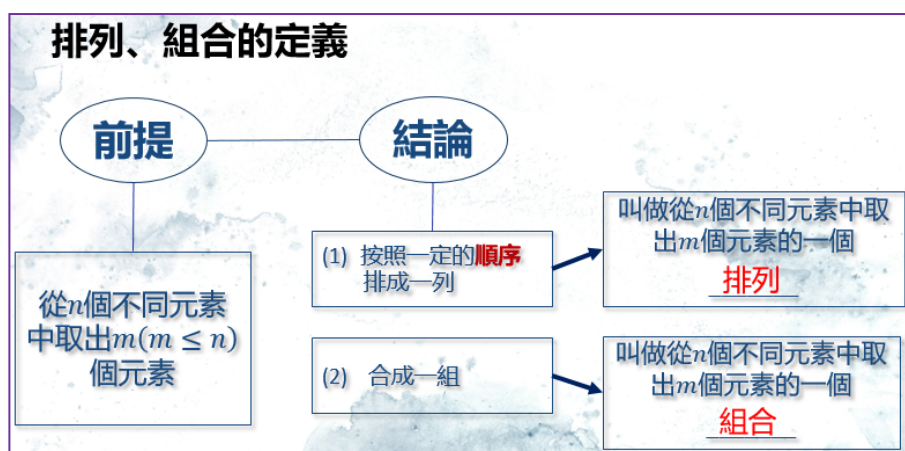 排列、組合的定義
前提
結論
從n個不同元素
中取出m(m ≤ n)
個元素
(1) 按照一定的順序
排成一列
叫做從n個不同元素中取
出m個元素的一個
排列
(2) 合成一組
叫做從n個不同元素中取
出m個元素的一個
組合